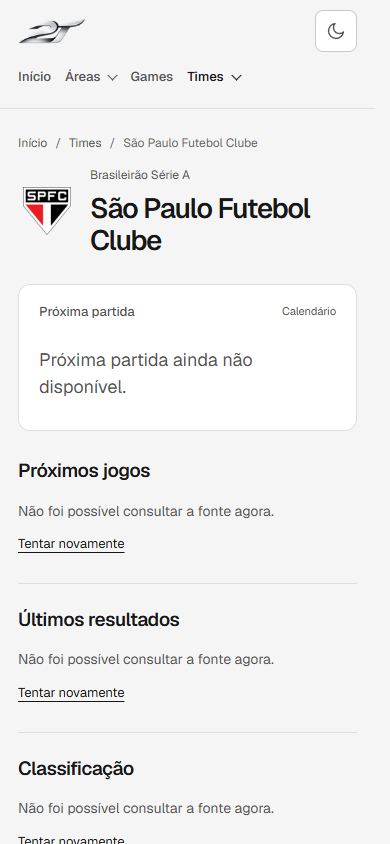 Início Áreas Games Times
Início / Times / São Paulo Futebol Clube
Brasileirão Série A
SPFC
São Paulo Futebol
Clube
Próxima partida Calendário
Próxima partida ainda não
disponível.
Próximos jogos
Não foi possível consultar a fonte agora.
Tentar novamente
Últimos resultados
Não foi possível consultar a fonte agora.
Tentar novamente
Classificação
Não foi possível consultar a fonte agora.
Tentar novamente